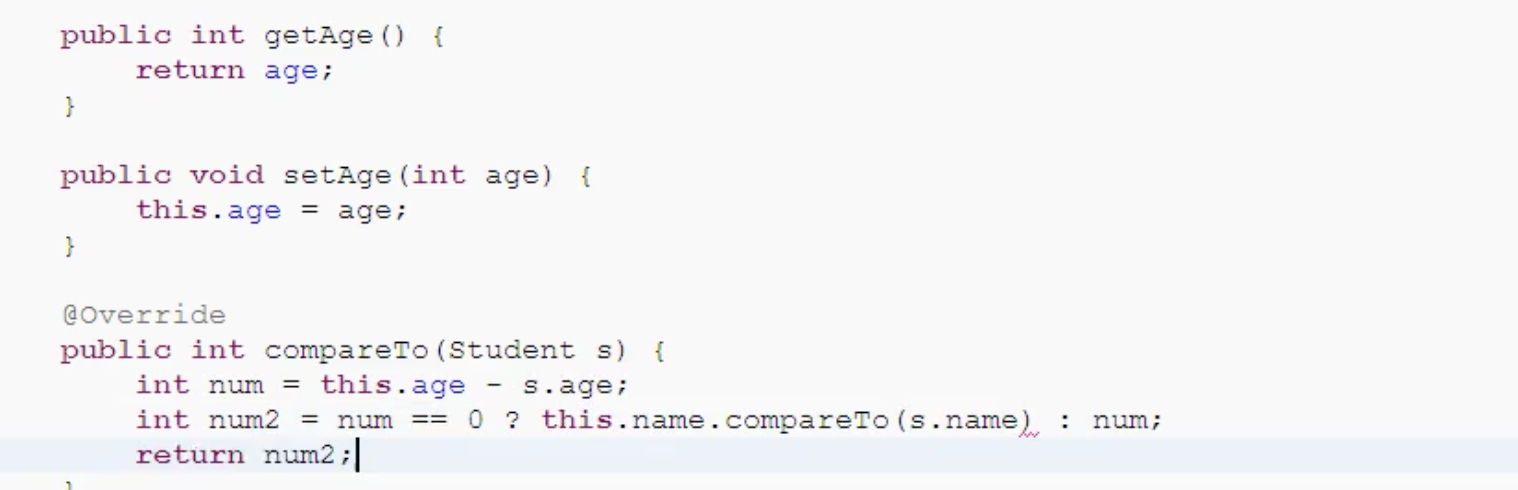 public int getAge() {
return age;
}
public void setAge(int age) {
this.age = age;
}
@Override
public int compareTo(Student s) {
int num = this.age - s.age;
int num2 = num == 0 ? this.name.compareTo(s.name) : num;
return num2;
}